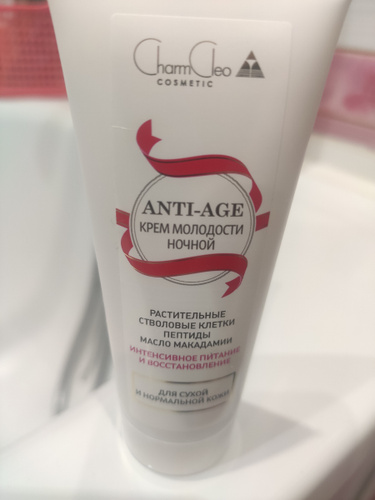 CharmCleo
COSMETIC
ANTI-AGE
КРЕМ МОЛОДОСТИ
НОЧНОЙ
РАСТИТЕЛЬНЫЕ
СТВОЛОВЫЕ КЛЕТКИ
ПЕПТИДЫ
МАСЛО МАКАДАМИИ
ИНТЕНСИВНОЕ ПИТАНИЕ
И ВОССТАНОВЛЕНИЕ
ДЛЯ СУХОЙ
И НОРМАЛЬНОЙ КОЖИ